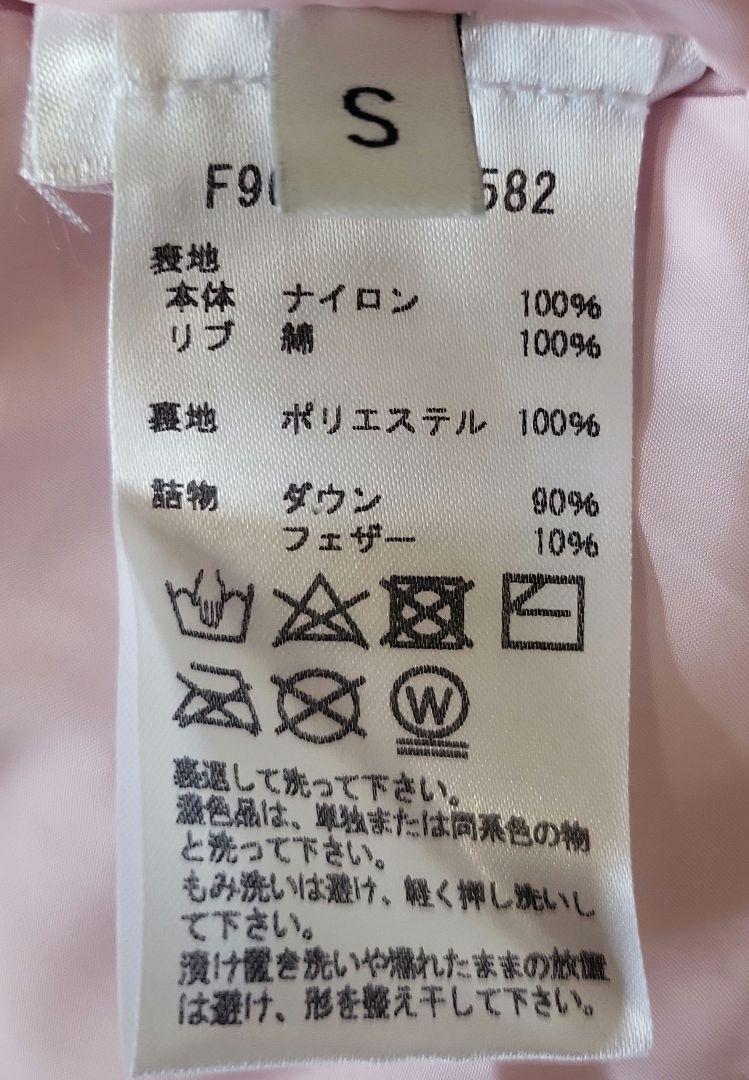 S
F90 582
表地
本体 ナイロン 100%
リブ 綿 100%
裏地 ポリエステル 100%
詰物 ダウン 90%
フェザー 10%
W
裏返して洗って下さい。
濃色品は、単独または同系色の物
と洗って下さい。
もみ洗いは避け、軽く押し洗いし
て下さい。
漬け置き洗いや濡れたままの放置
は避け、形を整え干して下さい。